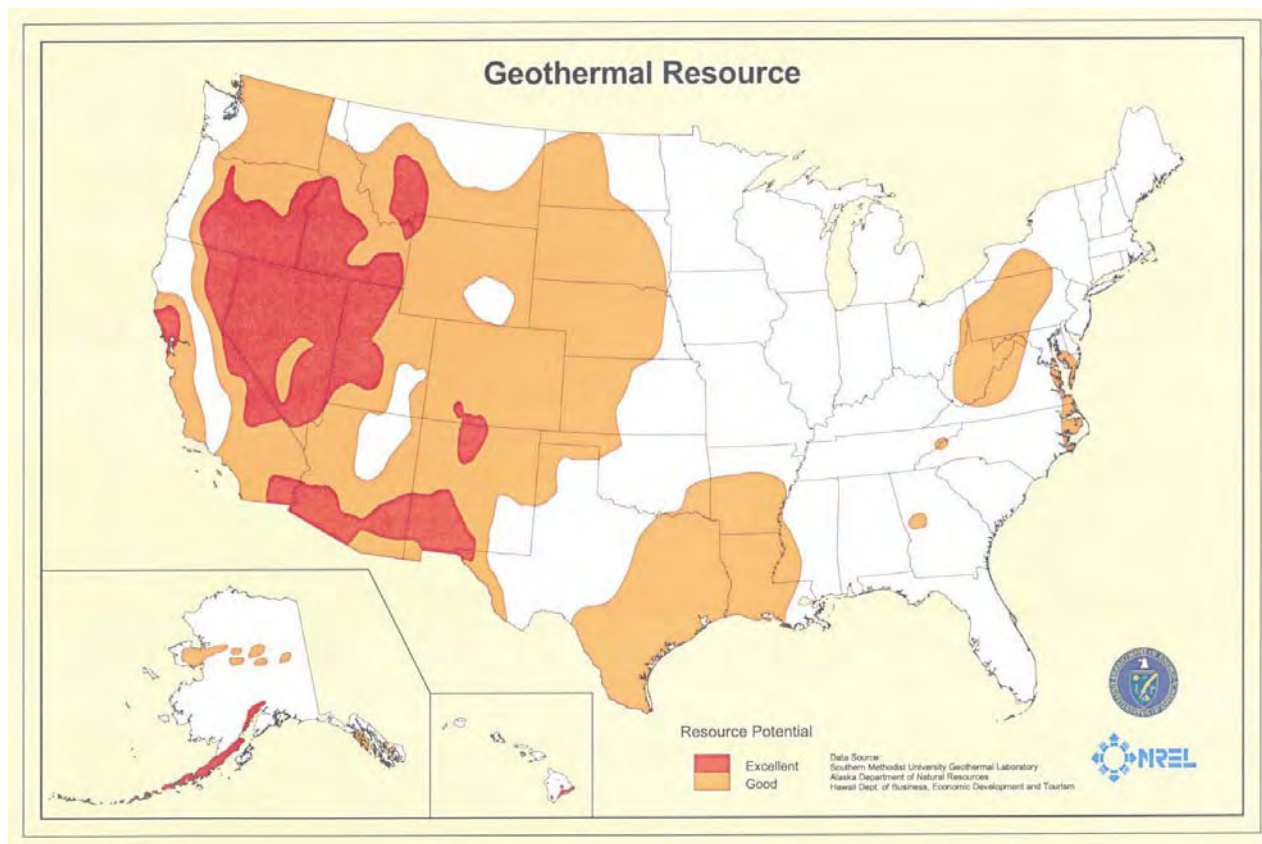 Geothermal Resource
Resource Potential
Excellent
Good
Data Source:
Southern Methodist University Geothermal Laboratory
Alaska Department of Natural Resources
Hawaii Dept. of Business, Economic Development and Tourism
NREL